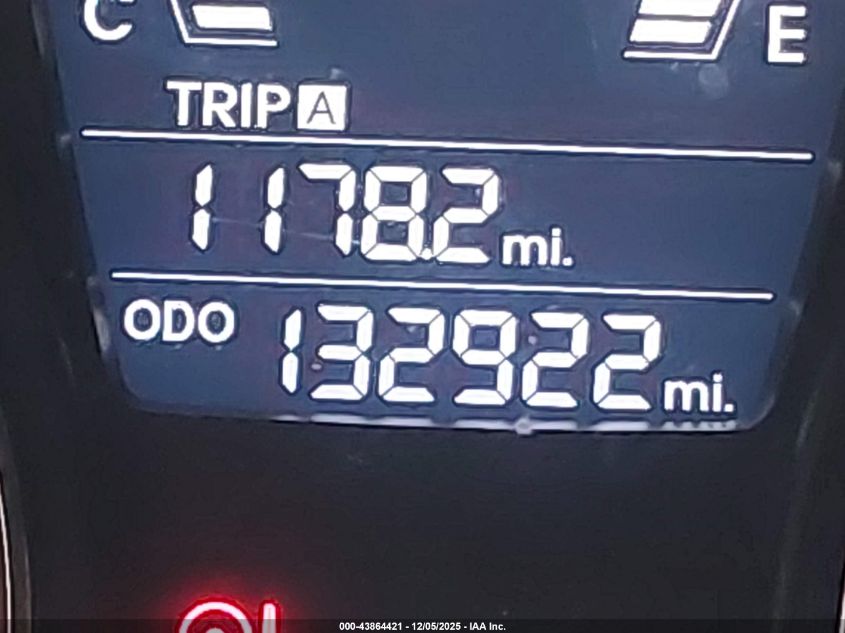 C E
TRIP A
1178.2 mi.
ODO 132922 mi.
000-43864421 - 12/05/2025 - IAA Inc.